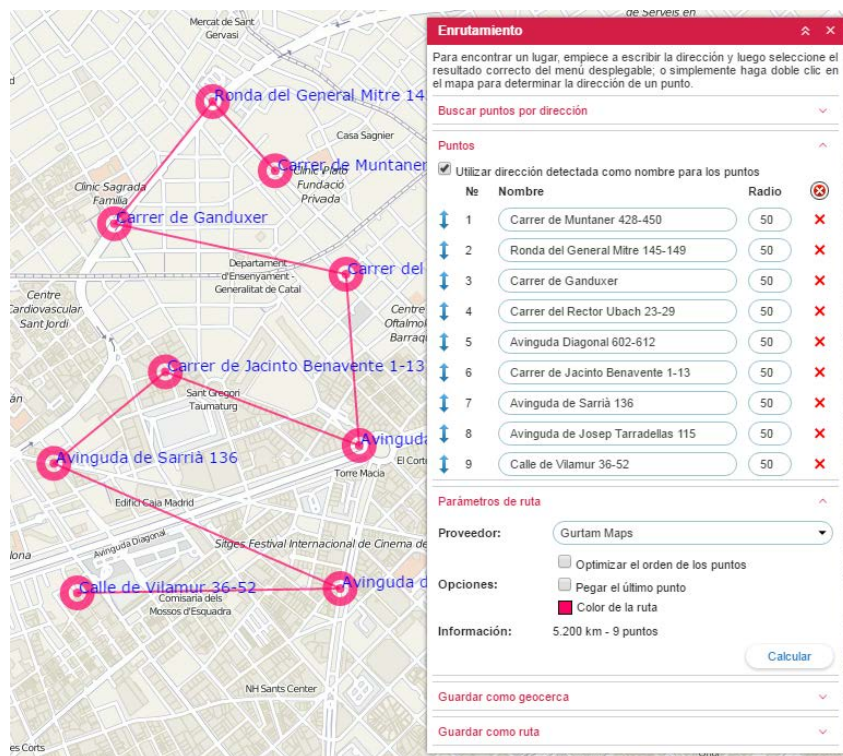 de Serveis en
Mercat de Sant
Gervasi
Ronda del General Mitre 14
Casa Sagnier
Carrer de Muntaner
Clínic Plató
Fundació
Privada
Clínic Sagrada
Família
Carrer de Ganduxer
Departament
d'Ensenyament -
Generalitat de Catal
Carrer del
Centre
Cardiovascular
Sant Jordi
Centre
Oftalmol
Barraq
Carrer de Jacinto Benavente 1-13
Sant Gregori
Taumaturg
Avinguda
Avinguda de Sarrià 136
El Corte
Torre Macia
Edifici Caja Madrid
Avinguda Diagonal
Sitges Festival Internacional de Cinema de
lona
Calle de Vilamur 36-52
Avinguda d
Comisaria dels
Mossos d'Esquadra
NH Sants Center
es Corts
Enrutamiento
Para encontrar un lugar, empiece a escribir la dirección y luego seleccione el
resultado correcto del menú desplegable; o simplemente haga doble clic en
el mapa para determinar la dirección de un punto.
Buscar puntos por dirección
Puntos
Utilizar dirección detectada como nombre para los puntos
№ Nombre Radio
1 Carrer de Muntaner 428-450 50
2 Ronda del General Mitre 145-149 50
3 Carrer de Ganduxer 50
4 Carrer del Rector Ubach 23-29 50
5 Avinguda Diagonal 602-612 50
6 Carrer de Jacinto Benavente 1-13 50
7 Avinguda de Sarrià 136 50
8 Avinguda de Josep Tarradellas 115 50
9 Calle de Vilamur 36-52 50
Parámetros de ruta
Proveedor: Gurtam Maps
Optimizar el orden de los puntos
Opciones: Pegar el último punto
Color de la ruta
Información: 5.200 km - 9 puntos
Calcular
Guardar como geocerca
Guardar como ruta